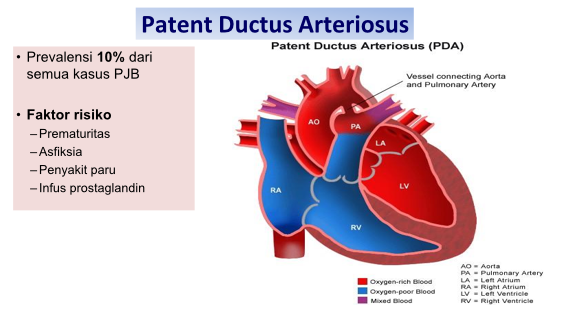 Patent Ductus Arteriosus
• Prevalensi 10% dari
semua kasus PJB
• Faktor risiko
–Prematuritas
–Asfiksia
–Penyakit paru
–Infus prostaglandin
Patent Ductus Arteriosus (PDA)
Vessel connecting Aorta
and Pulmonary Artery
AO
PA
LA
LV
RA
RV
Oxygen-rich Blood
Oxygen-poor Blood
Mixed Blood
AO = Aorta
PA = Pulmonary Artery
LA = Left Atrium
RA = Right Atrium
LV = Left Ventricle
RV = Right Ventricle